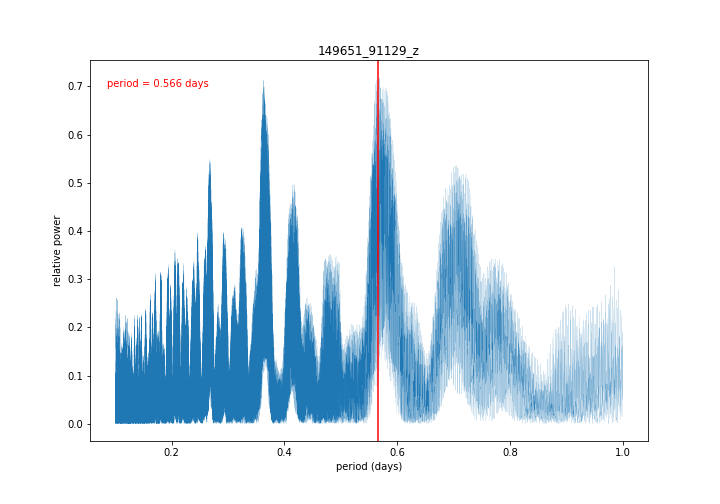 149651_91129_z
period = 0.566 days
relative power
0.7
0.6
0.5
0.4
0.3
0.2
0.1
0.0
0.2 0.4 0.6 0.8 1.0
period (days)